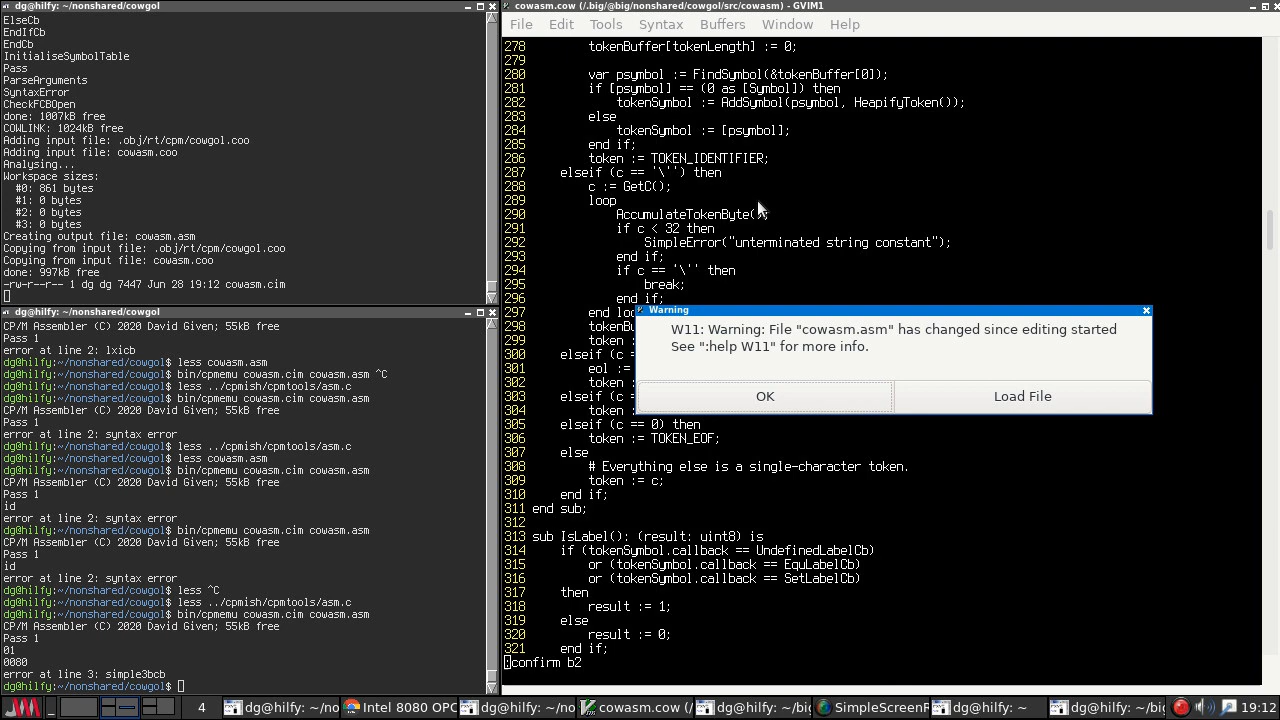 dg@hilfy: ~/nonshared/cowgol
ElseCb
EndIfCb
EndCb
InitialiseSymbolTable
Pass
ParseArguments
SyntaxError
CheckFCBOpen
done: 1007kB free
COWLINK: 1024kB free
Adding input file: .obj/rt/cpm/cowgol.coo
Adding input file: cowasm.coo
Analysing...
Workspace sizes:
  #0: 861 bytes
  #1: 0 bytes
  #2: 0 bytes
  #3: 0 bytes
Creating output file: cowasm.asm
Copying from input file: .obj/rt/cpm/cowgol.coo
Copying from input file: cowasm.coo
done: 997kB free
-rw-r--r-- 1 dg dg 7447 Jun 28 19:12 cowasm.cim
dg@hilfy: ~/nonshared/cowgol
CP/M Assembler (C) 2020 David Given; 55kB free
Pass 1
error at line 2: lxicb
dg@hilfy:~/nonshared/cowgol$ less cowasm.asm
dg@hilfy:~/nonshared/cowgol$ bin/cpmemu cowasm.cim cowasm.asm ^C
dg@hilfy:~/nonshared/cowgol$ less ../cpmish/cpmtools/asm.c
dg@hilfy:~/nonshared/cowgol$ bin/cpmemu cowasm.cim cowasm.asm
CP/M Assembler (C) 2020 David Given; 55kB free
Pass 1
error at line 2: syntax error
dg@hilfy:~/nonshared/cowgol$ less ../cpmish/cpmtools/asm.c
dg@hilfy:~/nonshared/cowgol$ less cowasm.asm
dg@hilfy:~/nonshared/cowgol$ bin/cpmemu cowasm.cim cowasm.asm
CP/M Assembler (C) 2020 David Given; 55kB free
Pass 1
id
error at line 2: syntax error
dg@hilfy:~/nonshared/cowgol$ bin/cpmemu cowasm.cim cowasm.asm
CP/M Assembler (C) 2020 David Given; 55kB free
Pass 1
id
error at line 2: syntax error
dg@hilfy:~/nonshared/cowgol$ less ^C
dg@hilfy:~/nonshared/cowgol$ less ../cpmish/cpmtools/asm.c
dg@hilfy:~/nonshared/cowgol$ bin/cpmemu cowasm.cim cowasm.asm
CP/M Assembler (C) 2020 David Given; 55kB free
Pass 1
01
0080
error at line 3: simple3bcb
dg@hilfy:~/nonshared/cowgol$
cowasm.cow (/.big/@big/nonshared/cowgol/src/cowasm) - GVIM1
File Edit Tools Syntax Buffers Window Help
278         tokenBuffer[tokenLength] := 0;
279
280         var psymbol := FindSymbol(&tokenBuffer[0]);
281         if [psymbol] == (0 as [Symbol]) then
282             tokenSymbol := AddSymbol(psymbol, HeapifyToken());
283         else
284             tokenSymbol := [psymbol];
285         end if;
286         token := TOKEN_IDENTIFIER;
287     elseif (c == '\'') then
288         c := GetC();
289         loop
290             AccumulateTokenByte();
291             if c < 32 then
292                 SimpleError("unterminated string constant");
293             end if;
294             if c == '\'' then
295                 break;
296             end if;
297         end loo
298         tokenBu
299         token :
300     elseif (c =
301         eol :=
302         token :
303     elseif (c =
304         token :
305     elseif (c == 0) then
306         token := TOKEN_EOF;
307     else
308         # Everything else is a single-character token.
309         token := c;
310     end if;
311 end sub;
312
313 sub IsLabel(): (result: uint8) is
314     if (tokenSymbol.callback == UndefinedLabelCb)
315         or (tokenSymbol.callback == EquLabelCb)
316         or (tokenSymbol.callback == SetLabelCb)
317     then
318         result := 1;
319     else
320         result := 0;
321     end if;
:confirm b2
Warning
W11: Warning: File "cowasm.asm" has changed since editing started
See ":help W11" for more info.
OK
Load File
4 dg@hilfy: ~/no Intel 8080 OPC dg@hilfy: ~/no cowasm.cow (/ dg@hilfy: ~/big SimpleScreenR dg@hilfy: ~ dg@hilfy: ~/big 19:12